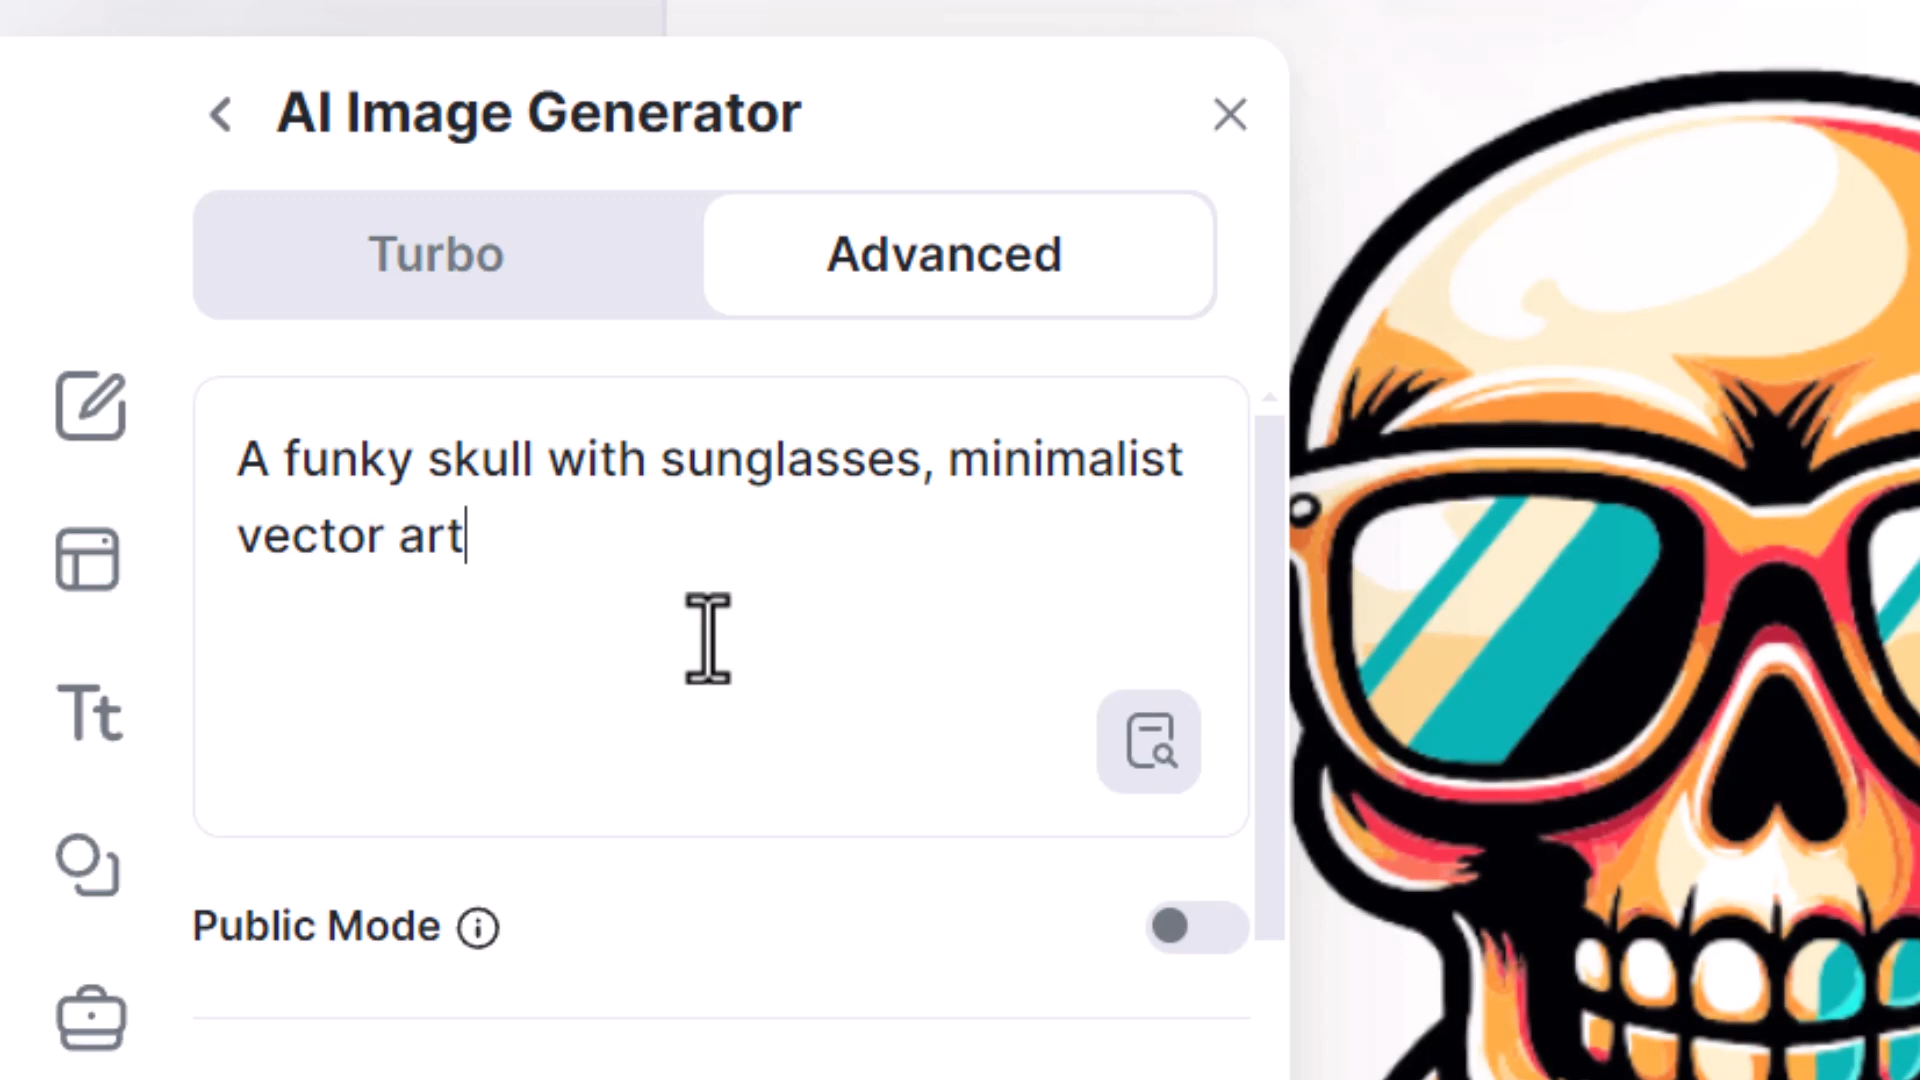 AI Image Generator
Turbo
Advanced
A funky skull with sunglasses, minimalist
vector art
Tt
Public Mode